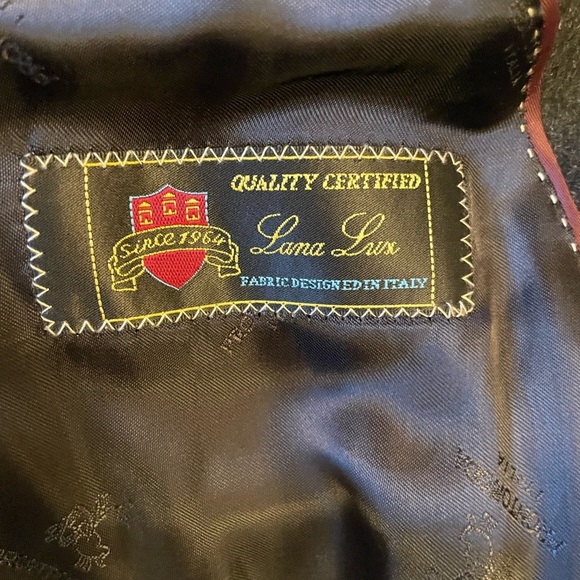 QUALITY CERTIFIED
Since 1964
Lana Lux
FABRIC DESIGNED IN ITALY